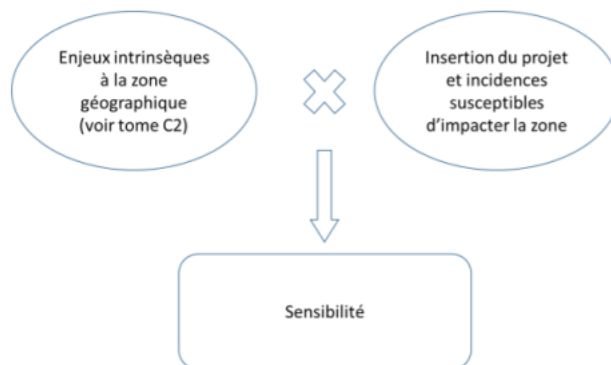 Enjeux intrinsèques
à la zone
géographique
(voir tome C2)
Insertion du projet
et incidences
susceptibles
d'impacter la zone
Sensibilité